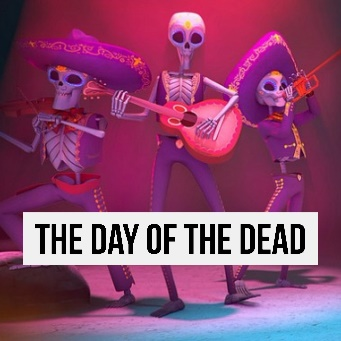 THE DAY OF THE DEAD